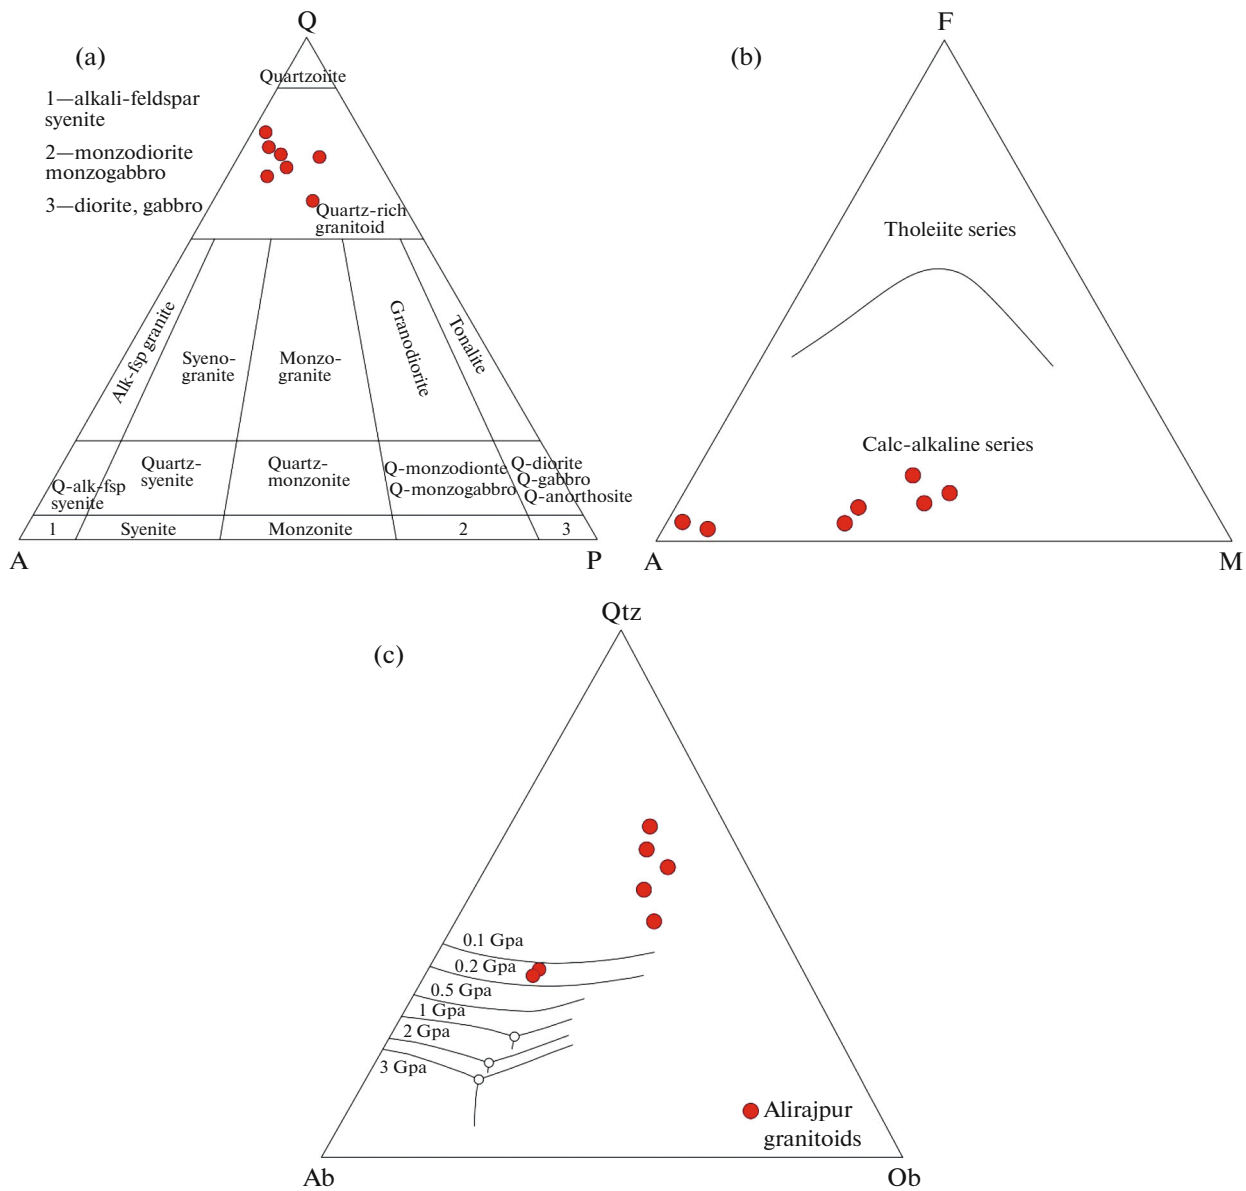 (a)
Q
Quartzoiite
1—alkali-feldspar
syenite
2—monzodiorite
monzogabbro
3—diorite, gabbro
Quartz-rich
granitoid
Alk-fsp granite
Syeno-
granite
Monzo-
granite
Granodiorite
Tonalite
Q-alk-fsp
syenite
Quartz-
syenite
Quartz-
monzonite
Q-monzodionte
Q-monzogabbro
Q-diorite
Q-gabbro
Q-anorthosite
1
Syenite
Monzonite
2
3
A
P
(b)
F
Tholeiite series
Calc-alkaline series
A
M
(c)
Qtz
0.1 Gpa
0.2 Gpa
0.5 Gpa
1 Gpa
2 Gpa
3 Gpa
Alirajpur
granitoids
Ab
Ob